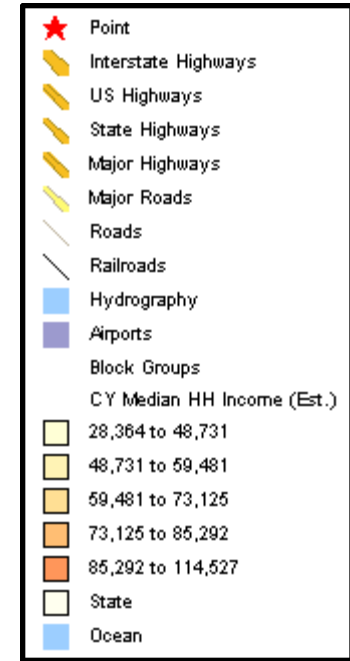 Point
Interstate Highways
US Highways
State Highways
Major Highways
Major Roads
Roads
Railroads
Hydrography
Airports
Block Groups
CY Median HH Income (Est.)
28,364 to 48,731
48,731 to 59,481
59,481 to 73,125
73,125 to 85,292
85,292 to 114,527
State
Ocean